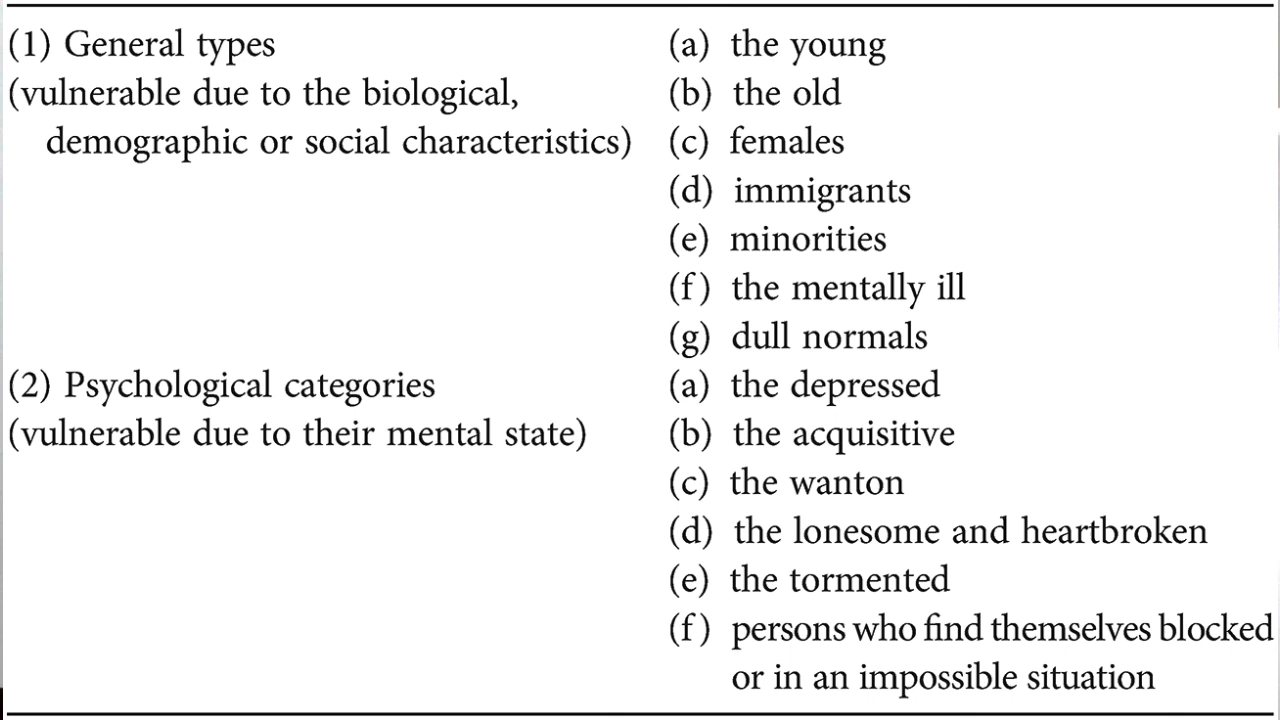 (1) General types (a) the young
(vulnerable due to the biological, (b) the old
demographic or social characteristics) (c) females
(d) immigrants
(e) minorities
(f) the mentally ill
(g) dull normals
(2) Psychological categories (a) the depressed
(vulnerable due to their mental state) (b) the acquisitive
(c) the wanton
(d) the lonesome and heartbroken
(e) the tormented
(f) persons who find themselves blocked
or in an impossible situation